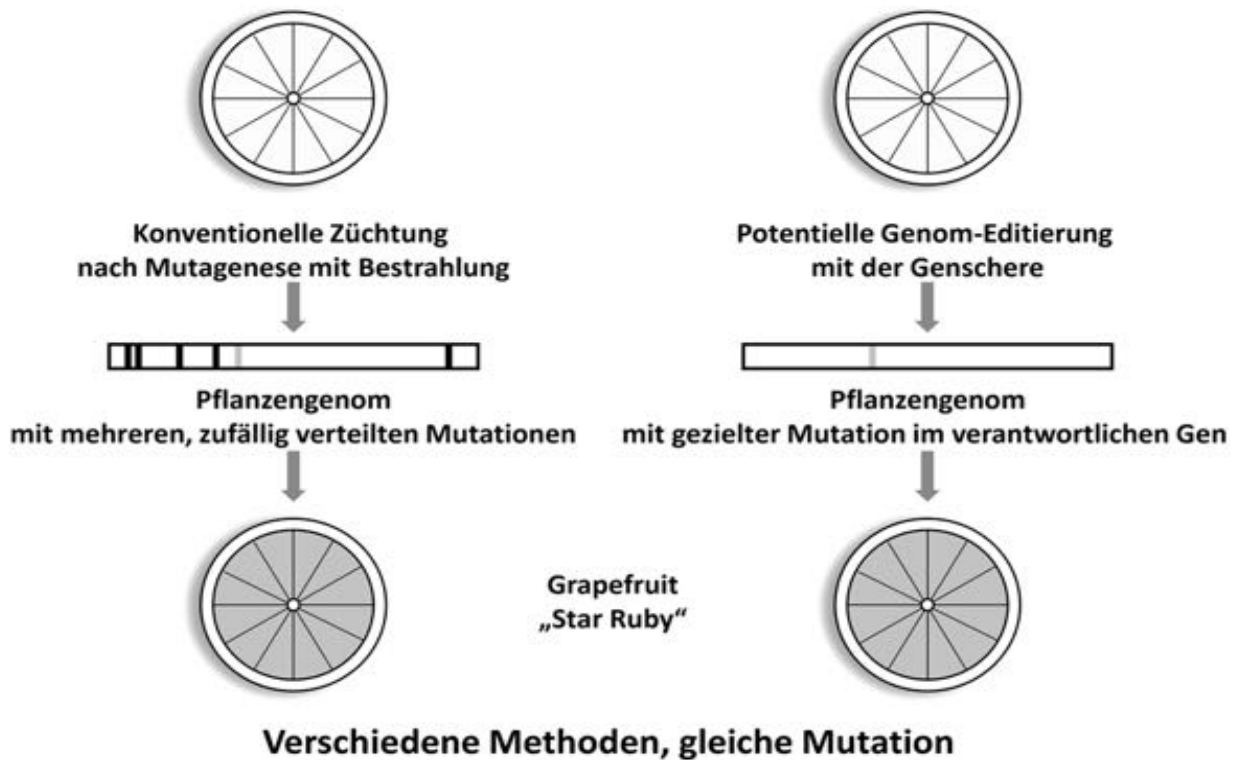 Konventionelle Züchtung
nach Mutagenese mit Bestrahlung
Potentielle Genom-Editierung
mit der Genschere
Pflanzengenom
mit mehreren, zufällig verteilten Mutationen
Pflanzengenom
mit gezielter Mutation im verantwortlichen Gen
Grapefruit
„Star Ruby“
Verschiedene Methoden, gleiche Mutation